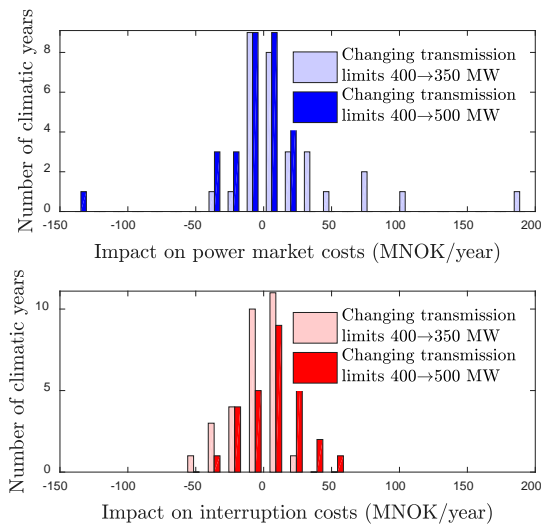 Number of climatic years
8
6
4
2
0
Changing transmission
limits 400→350 MW
Changing transmission
limits 400→500 MW
-150 -100 -50 0 50 100 150 200
Impact on power market costs (MNOK/year)
Number of climatic years
10
5
0
Changing transmission
limits 400→350 MW
Changing transmission
limits 400→500 MW
-150 -100 -50 0 50 100 150 200
Impact on interruption costs (MNOK/year)